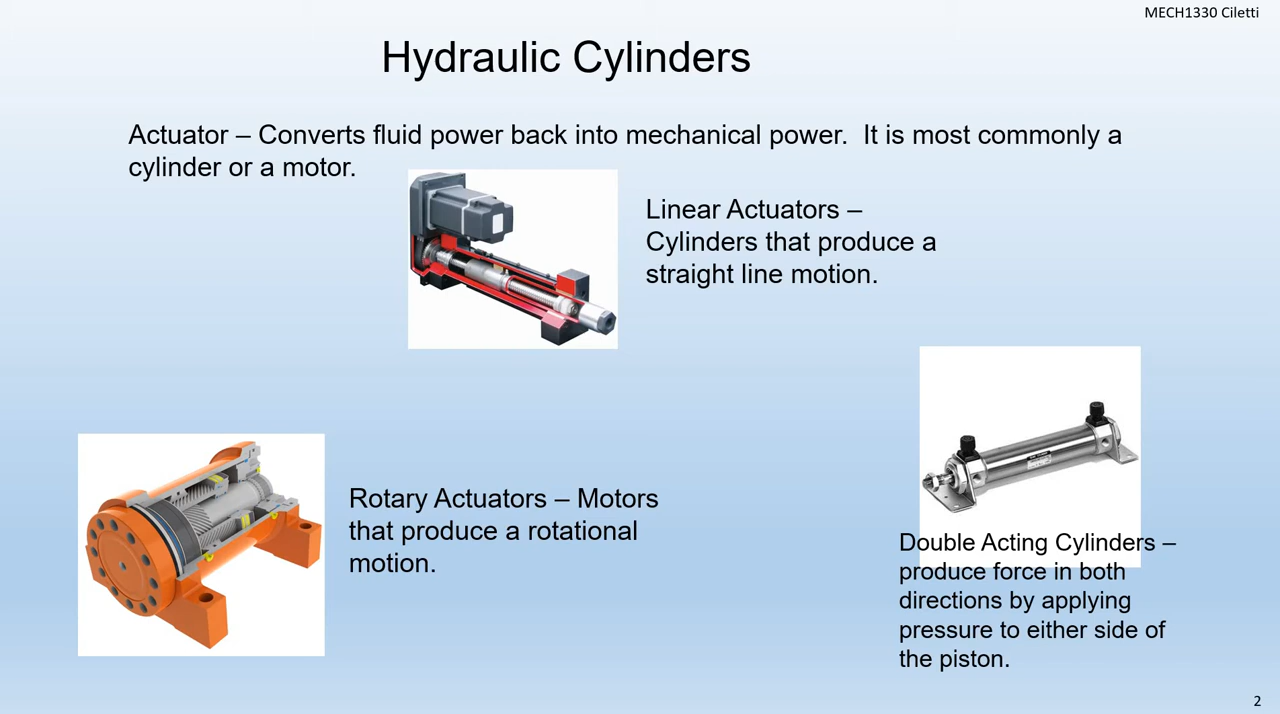 MECH1330 Ciletti
Hydraulic Cylinders
Actuator – Converts fluid power back into mechanical power.  It is most commonly a
cylinder or a motor.
Linear Actuators –
Cylinders that produce a
straight line motion.
Rotary Actuators – Motors
that produce a rotational
motion.
Double Acting Cylinders –
produce force in both
directions by applying
pressure to either side of
the piston.
2